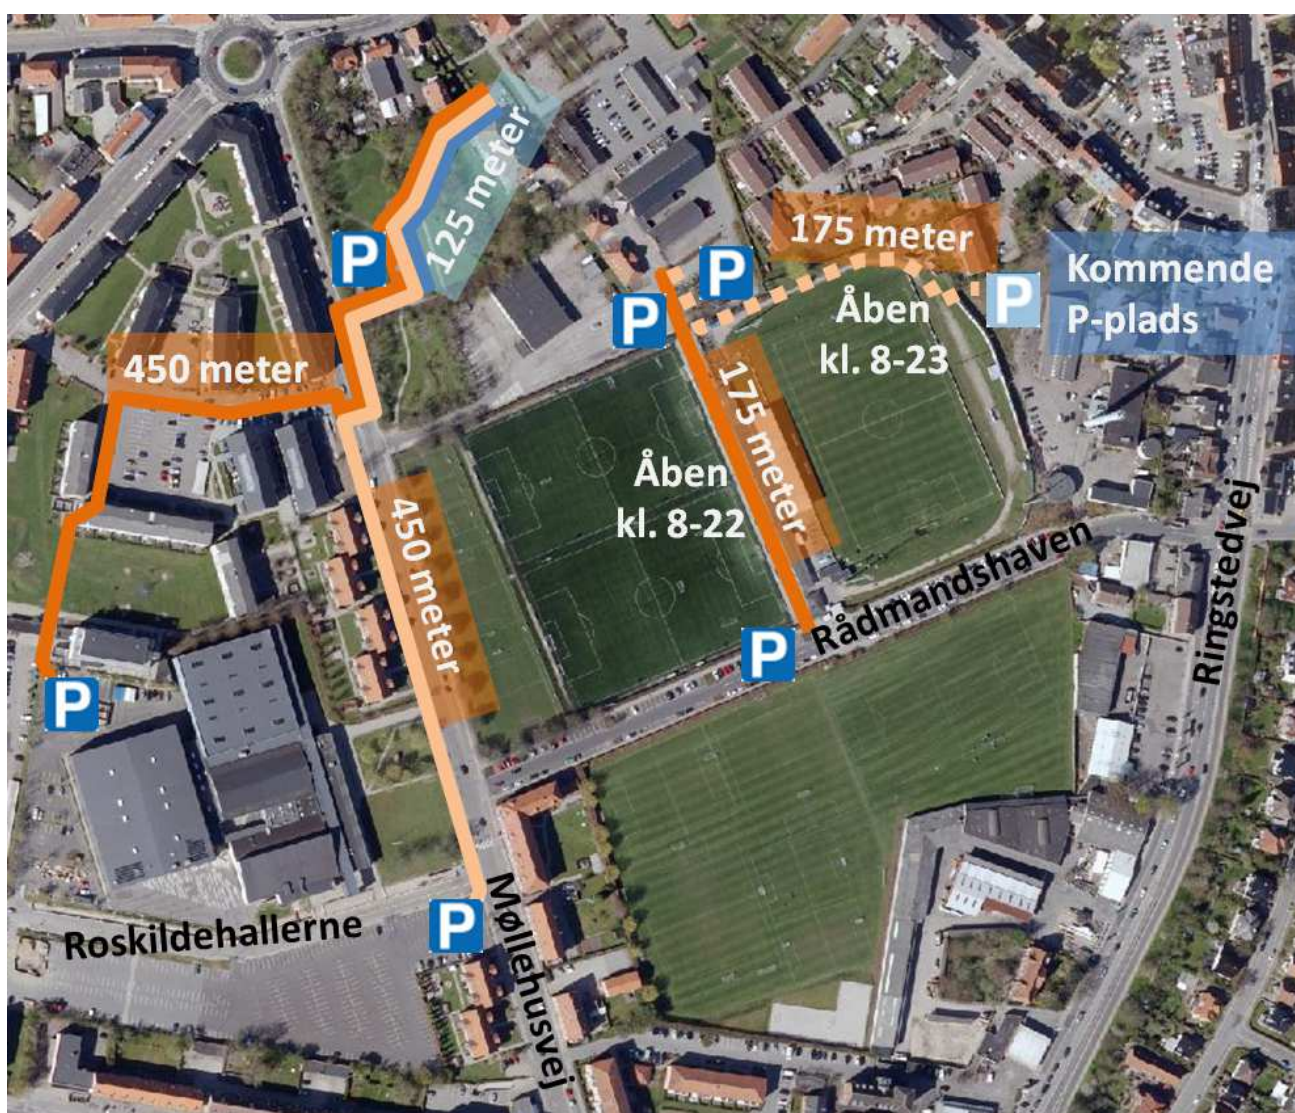 125 meter
P
175 meter
P
Kommende
P-plads
P
P
Åben
kl. 8-23
450 meter
175 meter
Åben
kl. 8-22
450 meter
Ringstedvej
Rådmandshaven
P
P
Møllehusvej
P
Roskildehallerne